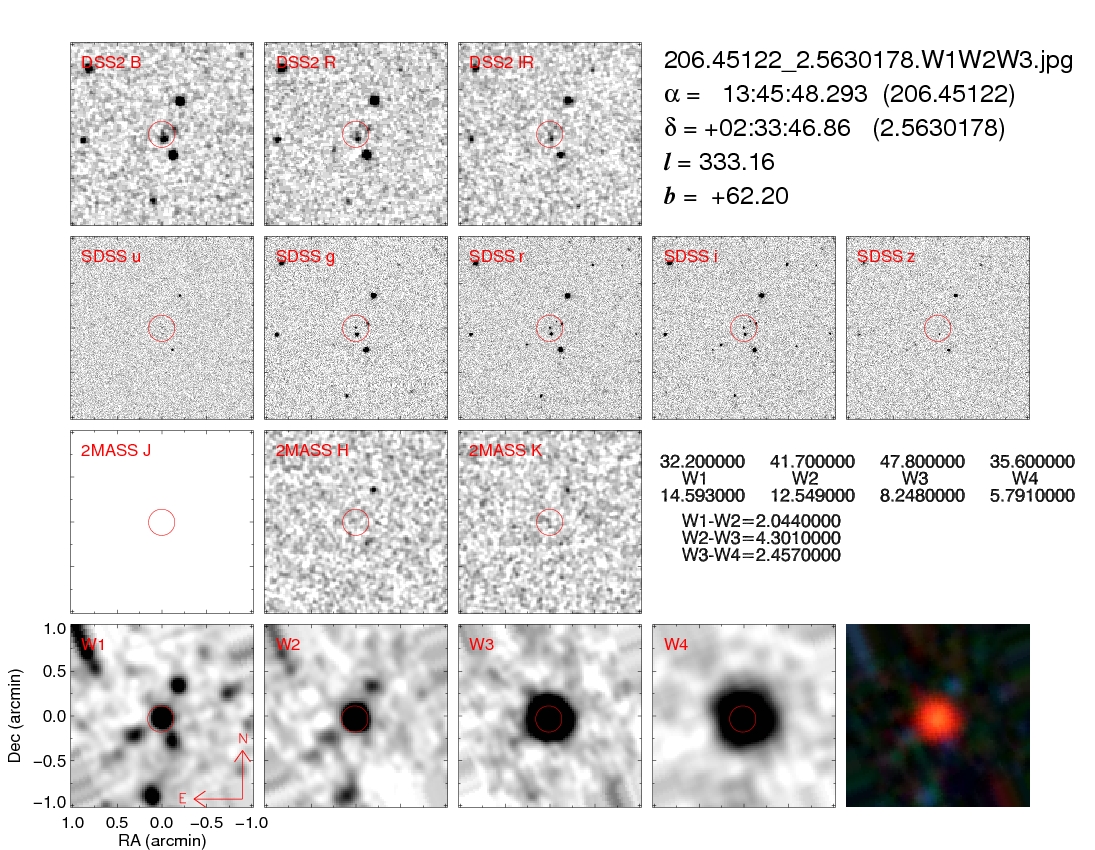 DSS2 B
DSS2 R
DSS2 IR
206.45122_2.5630178.W1W2W3.jpg
α = 13:45:48.293 (206.45122)
δ = +02:33:46.86 (2.5630178)
l = 333.16
b = +62.20
SDSS u
SDSS g
SDSS r
SDSS i
SDSS z
2MASS J
2MASS H
2MASS K
32.200000 41.700000 47.800000 35.600000
W1 W2 W3 W4
14.593000 12.549000 8.2480000 5.7910000
W1-W2=2.0440000
W2-W3=4.3010000
W3-W4=2.4570000
W1
W2
W3
W4
N
E
1.0
0.5
0.0
−0.5
−1.0
Dec (arcmin)
1.0 0.5 0.0 −0.5 −1.0
RA (arcmin)